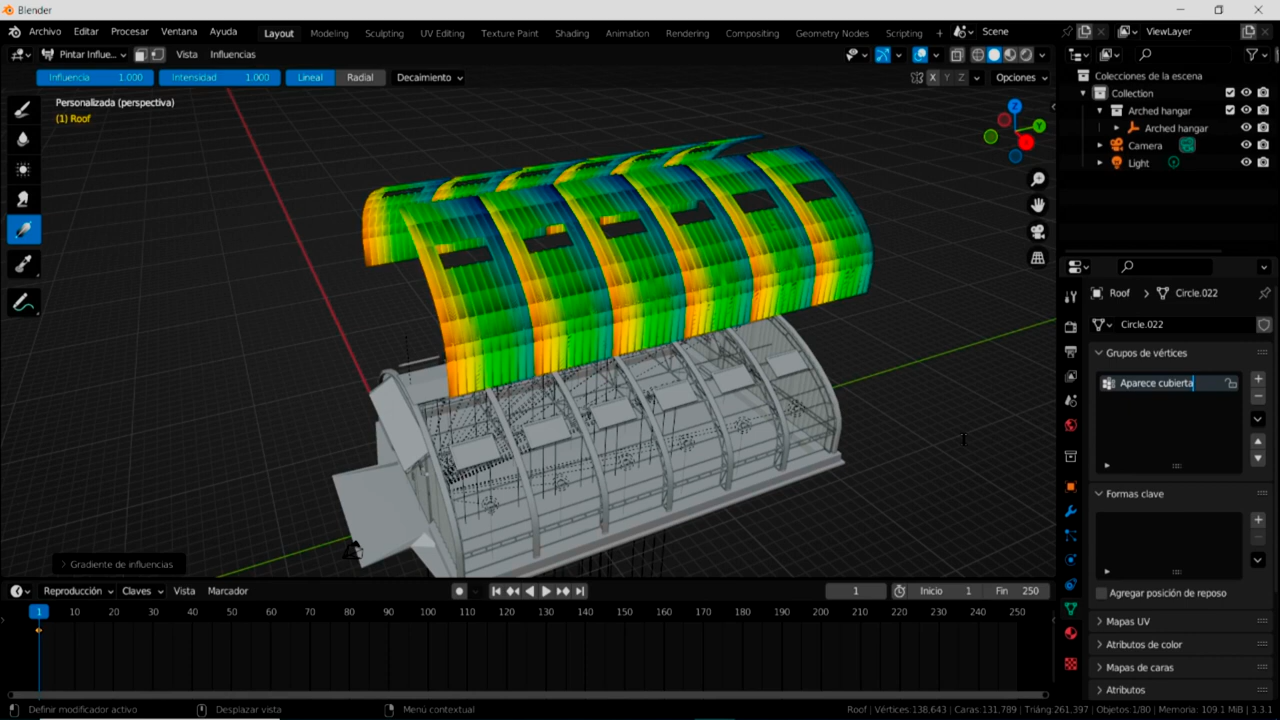 Blender
Archivo Editar Procesar Ventana Ayuda Layout Modeling Sculpting UV Editing Texture Paint Shading Animation Rendering Compositing Geometry Nodes Scripting + Scene ViewLayer
Pintar Influe... Vista Influencias
Influencia 1.000 Intensidad 1.000 Lineal Radial Decaimiento X Y Z Opciones
Personalizada (perspectiva)
(1) Roof
Z
Y
Colecciones de la escena
Collection
Arched hangar
Arched hangar
Camera
Light
Roof > Circle.022
Circle.022
Grupos de vértices
Aparece cubierta
Formas clave
Agregar posición de reposo
Mapas UV
Atributos de color
Mapas de caras
Atributos
> Gradiente de influencias
Reproducción Claves Vista Marcador 1 Inicio 1 Fin 250
1 10 20 30 40 50 60 70 80 90 100 110 120 130 140 150 160 170 180 190 200 210 220 230 240 250
Definir modificador activo Desplazar vista Menú contextual Roof | Vértices 138,643 | Caras 131,789 | Triáng 261,397 | Objetos 1/80 | Memoria: 109.1 MiB | 3.3.1